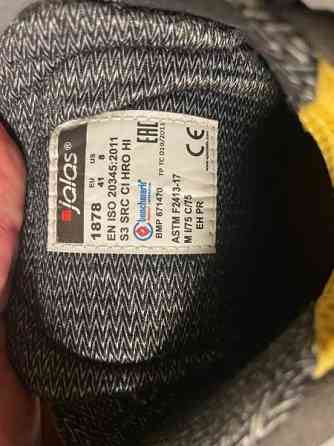 jalas®
EU US
1878 41 8
EN ISO 20345:2011
S3 SRC CI HRO HI
benchmark
BMP 671470
TP TC 019/2011
EAC
CE
ASTM F2413-17
M I/75 C/75
EH PR